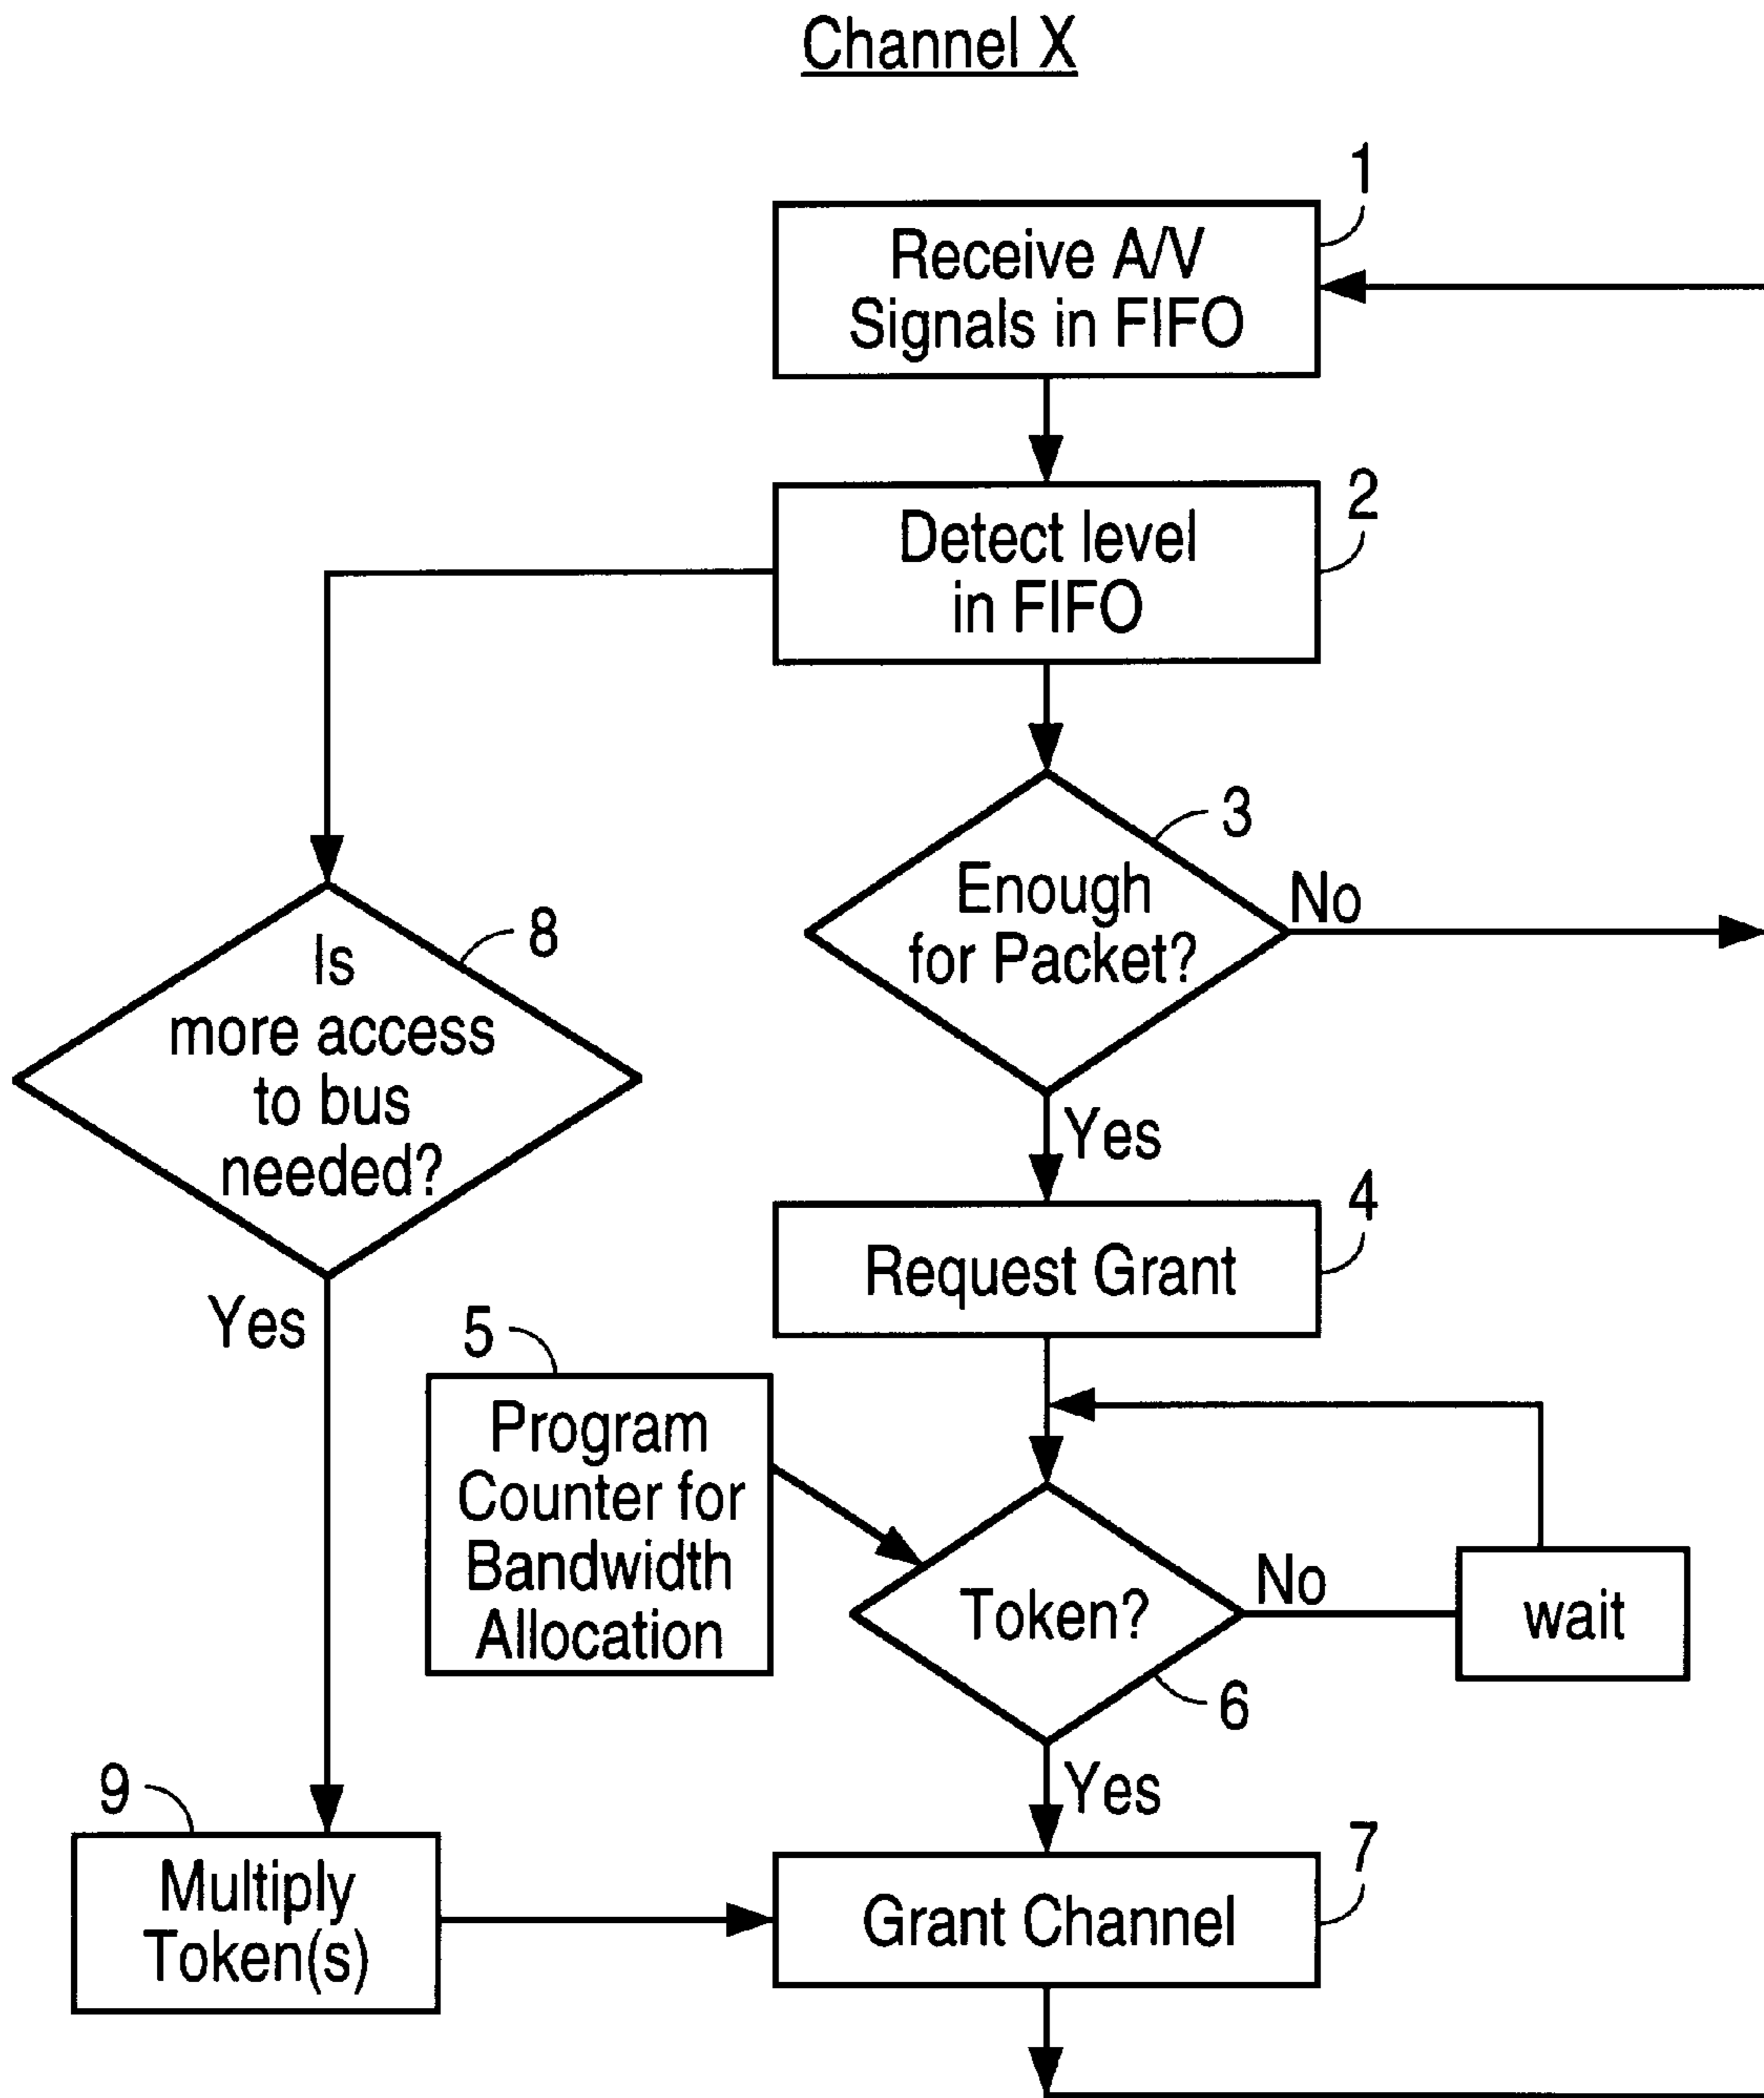 Channel X
1
Receive A/V
Signals in FIFO
2
Detect level
in FIFO
3
Enough
for Packet?
No
8
Is
more access
to bus
needed?
Yes
4
Request Grant
Yes
5
Program
Counter for
Bandwidth
Allocation
Token?
No
wait
6
Yes
9
Multiply
Token(s)
7
Grant Channel